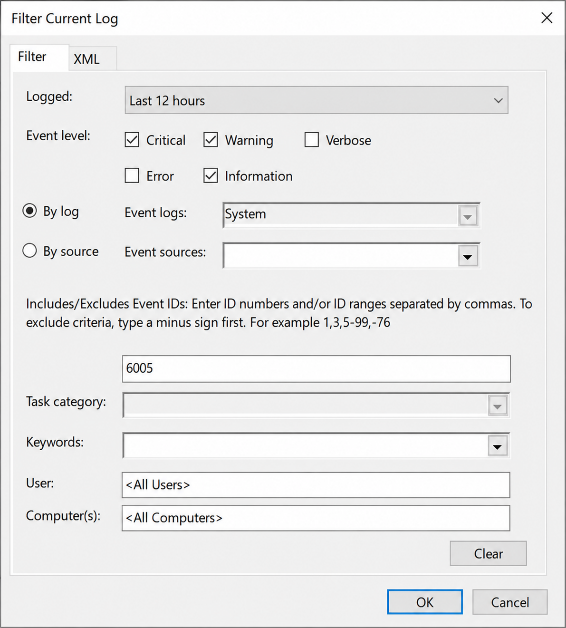 Filter Current Log
Filter
XML
Logged:
Last 12 hours
Event level:
Critical
Warning
Verbose
Error
Information
By log
Event logs:
System
By source
Event sources:
Includes/Excludes Event IDs: Enter ID numbers and/or ID ranges separated by commas. To
exclude criteria, type a minus sign first. For example 1,3,5-99,-76
6005
Task category:
Keywords:
User:
<All Users>
Computer(s):
<All Computers>
Clear
OK
Cancel